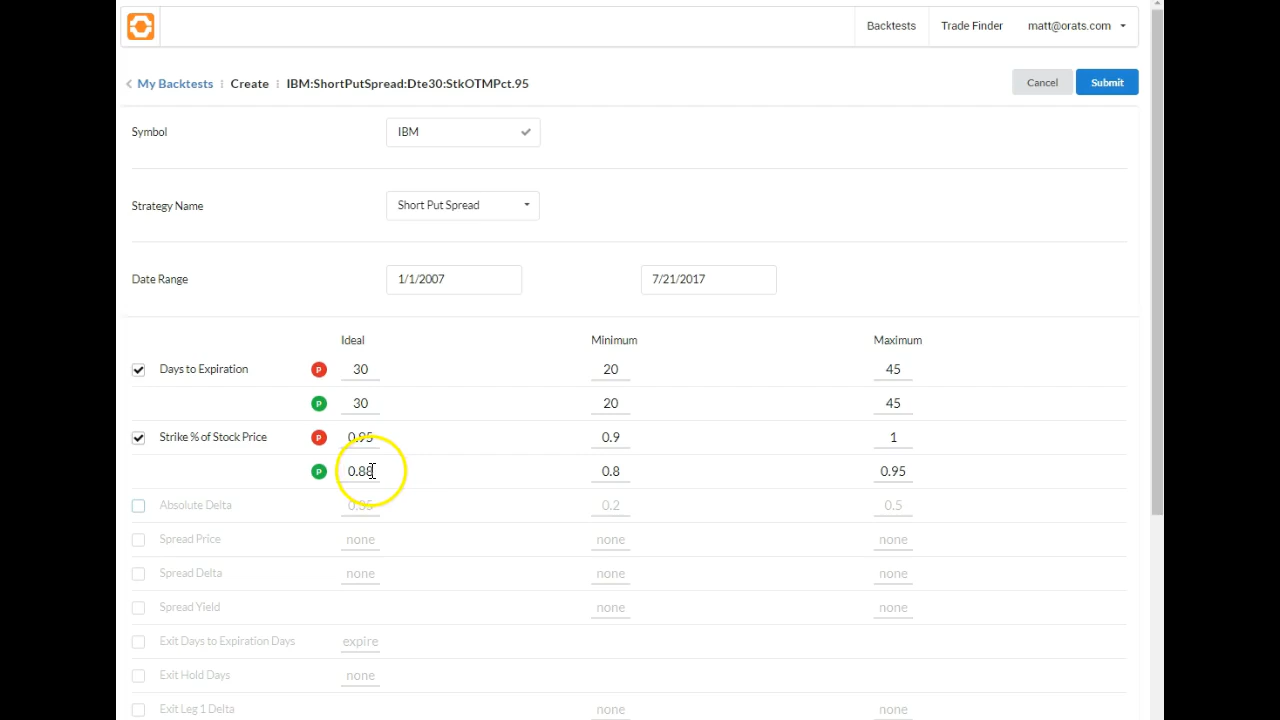 Backtests Trade Finder matt@orats.com
My Backtests Create IBM:ShortPutSpread:Dte30:StkOTMPct.95 Cancel Submit
Symbol IBM
Strategy Name Short Put Spread
Date Range 1/1/2007 7/21/2017
Ideal Minimum Maximum
Days to Expiration P 30 20 45
P 30 20 45
Strike % of Stock Price P 0.95 0.9 1
P 0.88 0.8 0.95
Absolute Delta 0.35 0.2 0.5
Spread Price none none none
Spread Delta none none none
Spread Yield none none
Exit Days to Expiration Days expire
Exit Hold Days none
Exit Leg 1 Delta none none